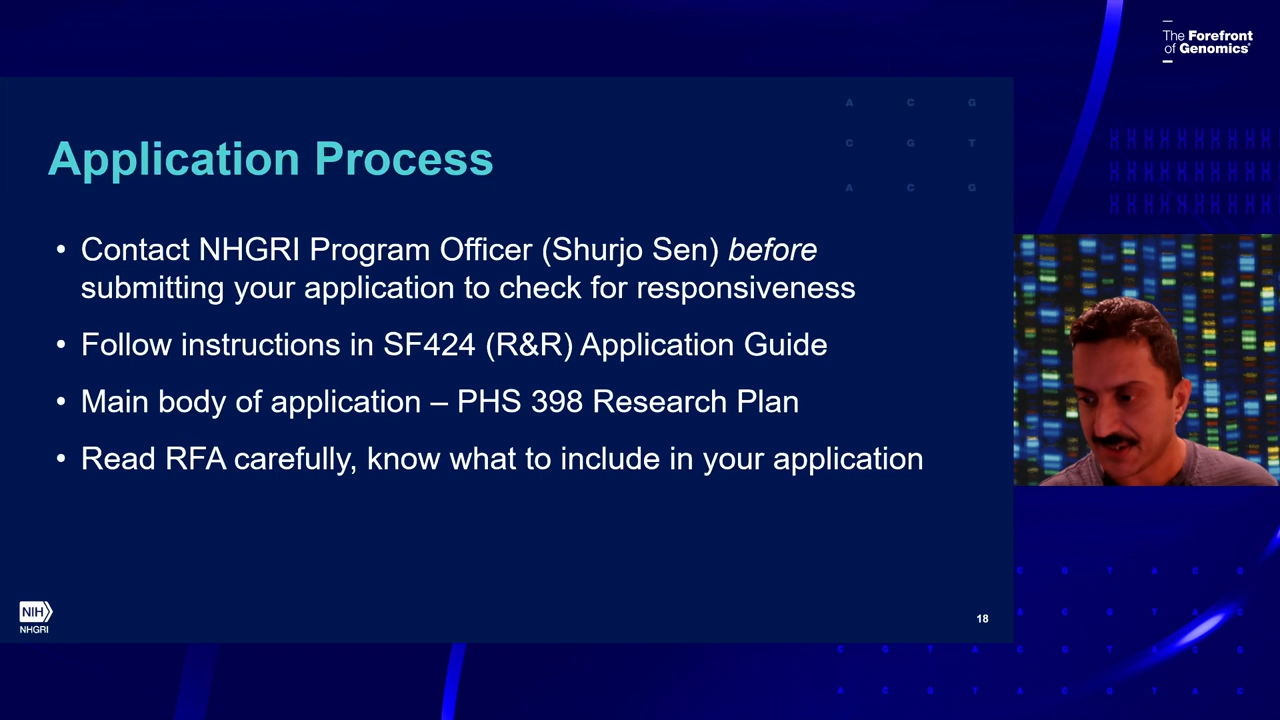 The Forefront
of Genomics®
A C G
C G T
A C G
Application Process
• Contact NHGRI Program Officer (Shurjo Sen) before
submitting your application to check for responsiveness
• Follow instructions in SF424 (R&R) Application Guide
• Main body of application – PHS 398 Research Plan
• Read RFA carefully, know what to include in your application
NIH
NHGRI
18
C G T A C G
A C G T A C
C G T A C G T A C G
A C G T A C G T A C